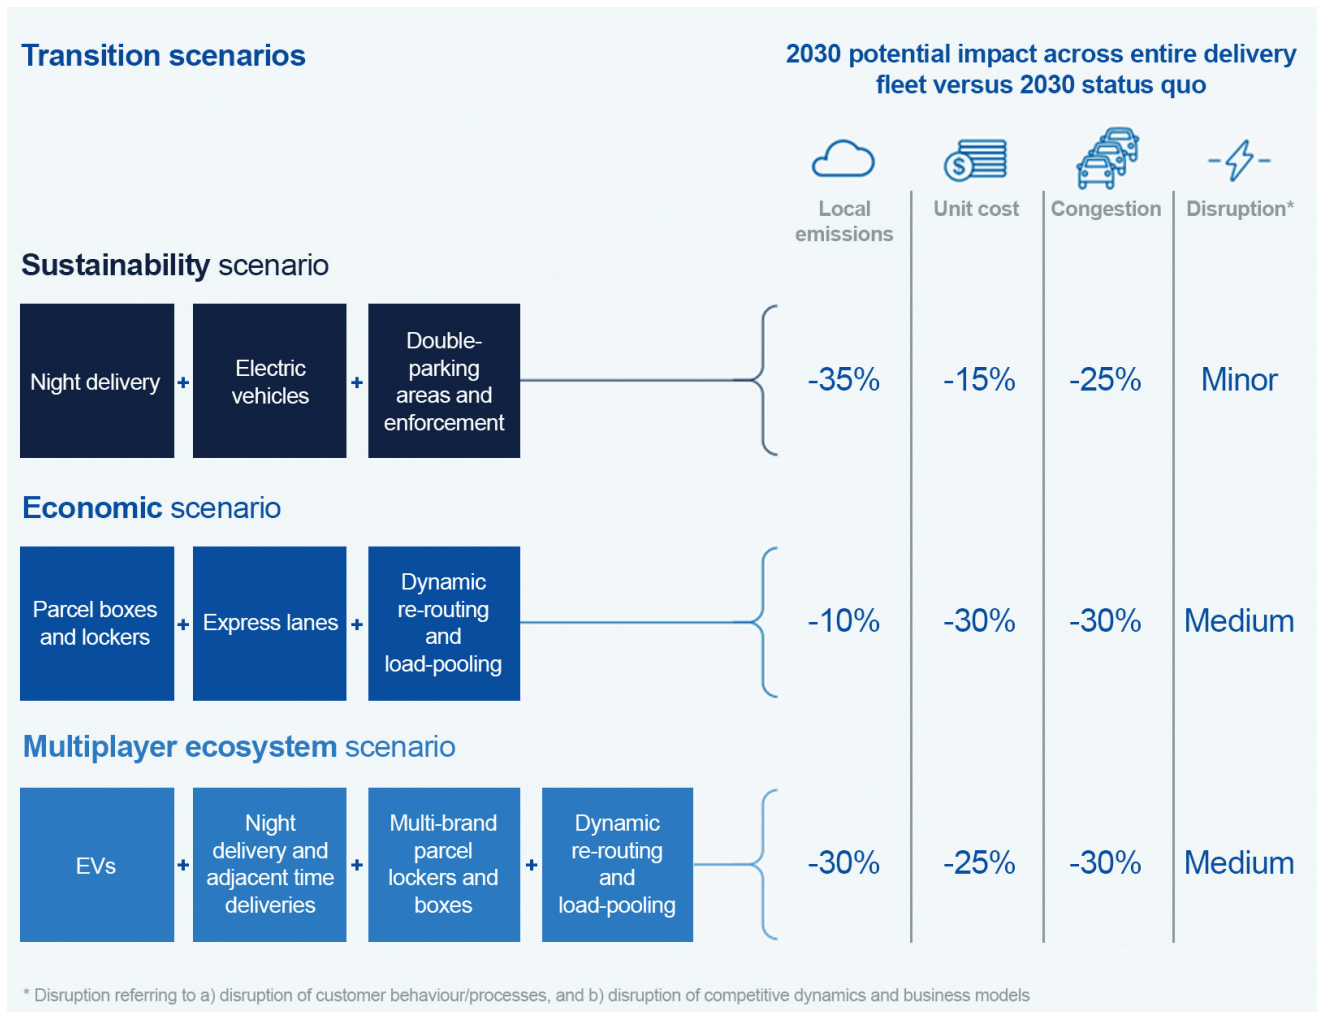 Transition scenarios
2030 potential impact across entire delivery
fleet versus 2030 status quo
$
Local
emissions
Unit cost
Congestion
Disruption*
Sustainability scenario
Night delivery
+
Electric
vehicles
+
Double-
parking
areas and
enforcement
-35%
-15%
-25%
Minor
Economic scenario
Parcel boxes
and lockers
+
Express lanes
+
Dynamic
re-routing
and
load-pooling
-10%
-30%
-30%
Medium
Multiplayer ecosystem scenario
EVs
+
Night
delivery and
adjacent time
deliveries
+
Multi-brand
parcel
lockers and
boxes
+
Dynamic
re-routing
and
load-pooling
-30%
-25%
-30%
Medium
* Disruption referring to a) disruption of customer behaviour/processes, and b) disruption of competitive dynamics and business models